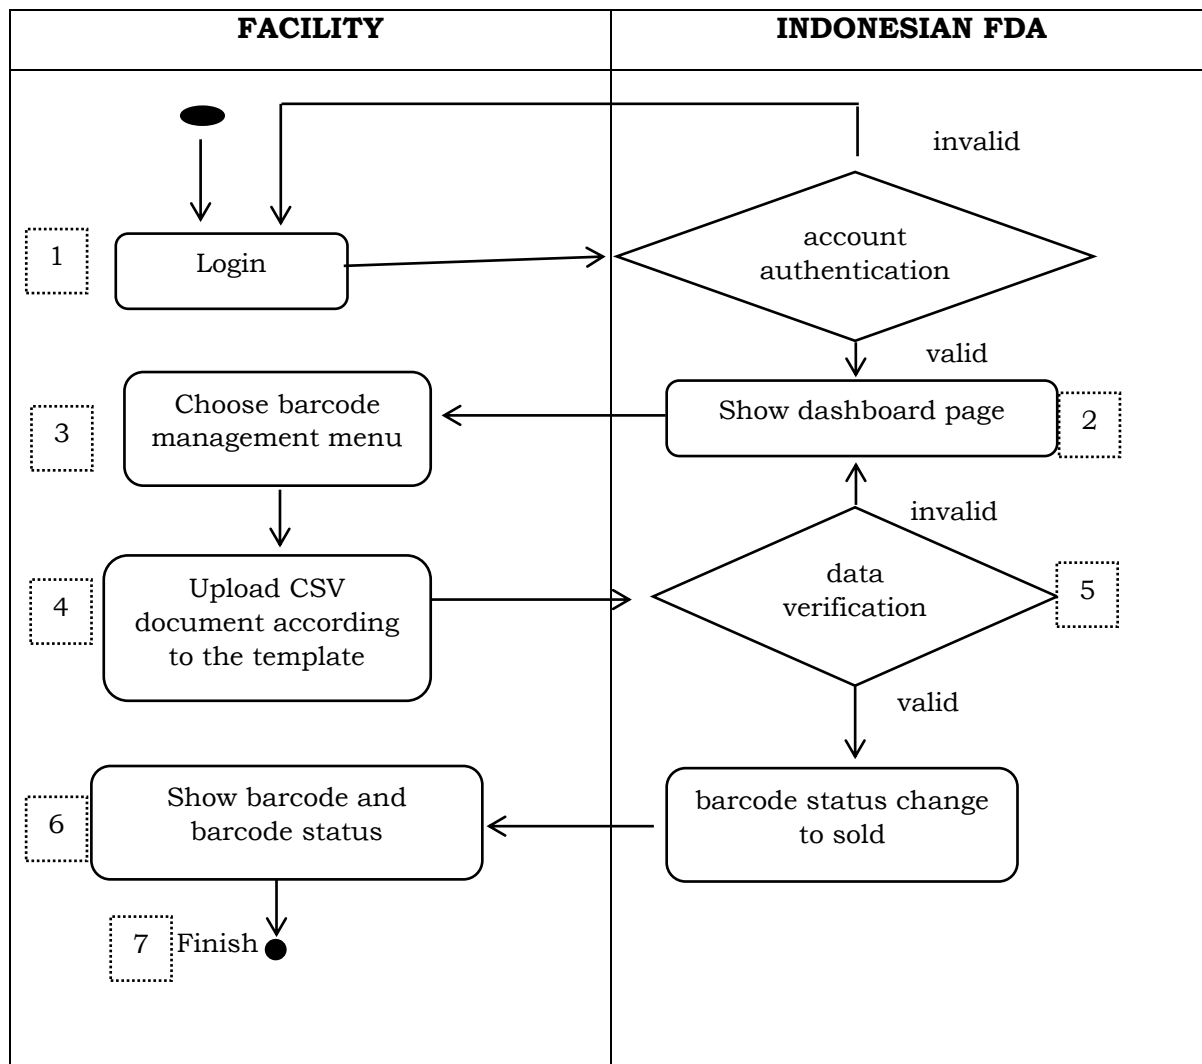 FACILITY
INDONESIAN FDA
invalid
1
Login
account
authentication
valid
3
Choose barcode
management menu
Show dashboard page
2
invalid
4
Upload CSV
document according
to the template
data
verification
5
valid
6
Show barcode and
barcode status
barcode status change
to sold
7
Finish